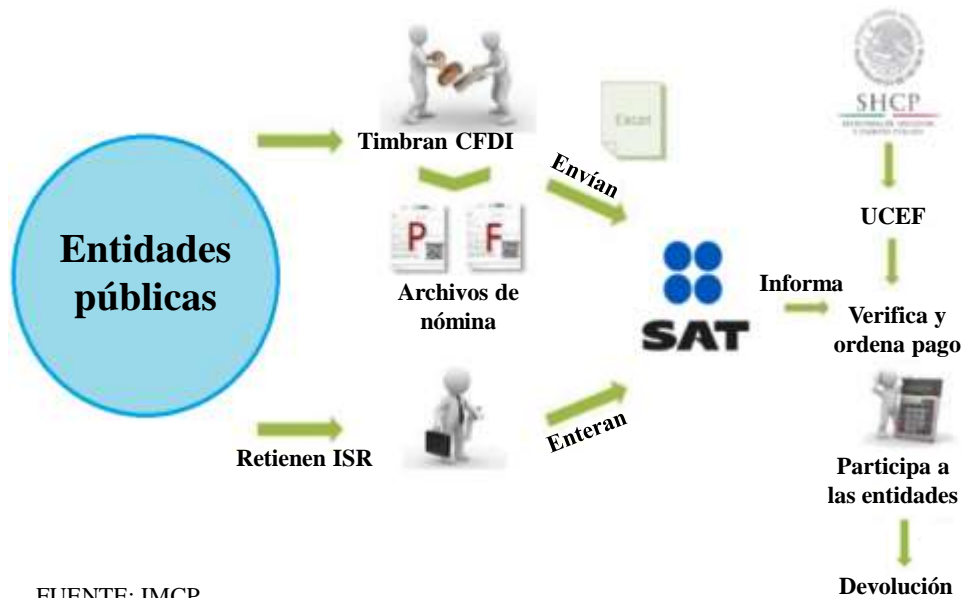 Timbran CFDI
Excel
Envían
SHCP
UCEF
Entidades
públicas
P
F
Archivos de
nómina
SAT
Informa
Verifica y
ordena pago
Retienen ISR
Enteran
Participa a
las entidades
Devolución
FUENTE: IMCP